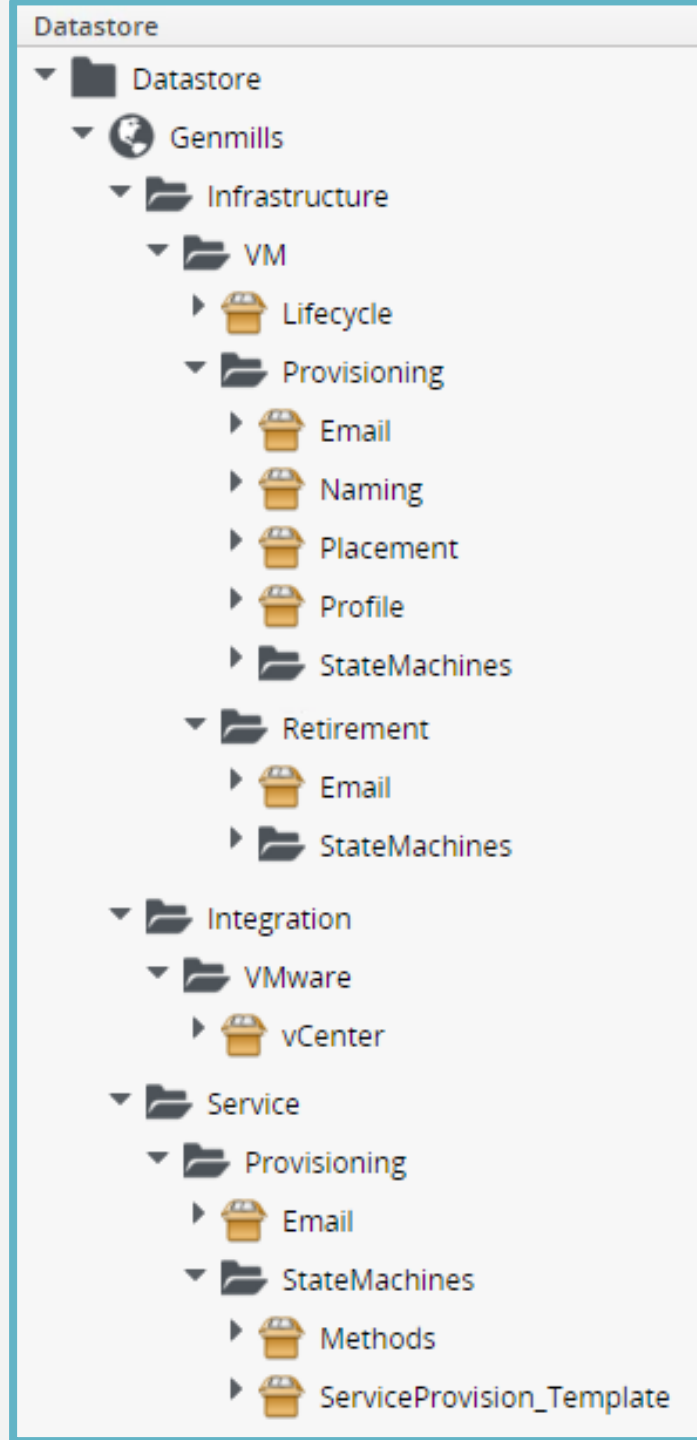 Datastore
Datastore
Genmills
Infrastructure
VM
Lifecycle
Provisioning
Email
Naming
Placement
Profile
StateMachines
Retirement
Email
StateMachines
Integration
VMware
vCenter
Service
Provisioning
Email
StateMachines
Methods
ServiceProvision_Template